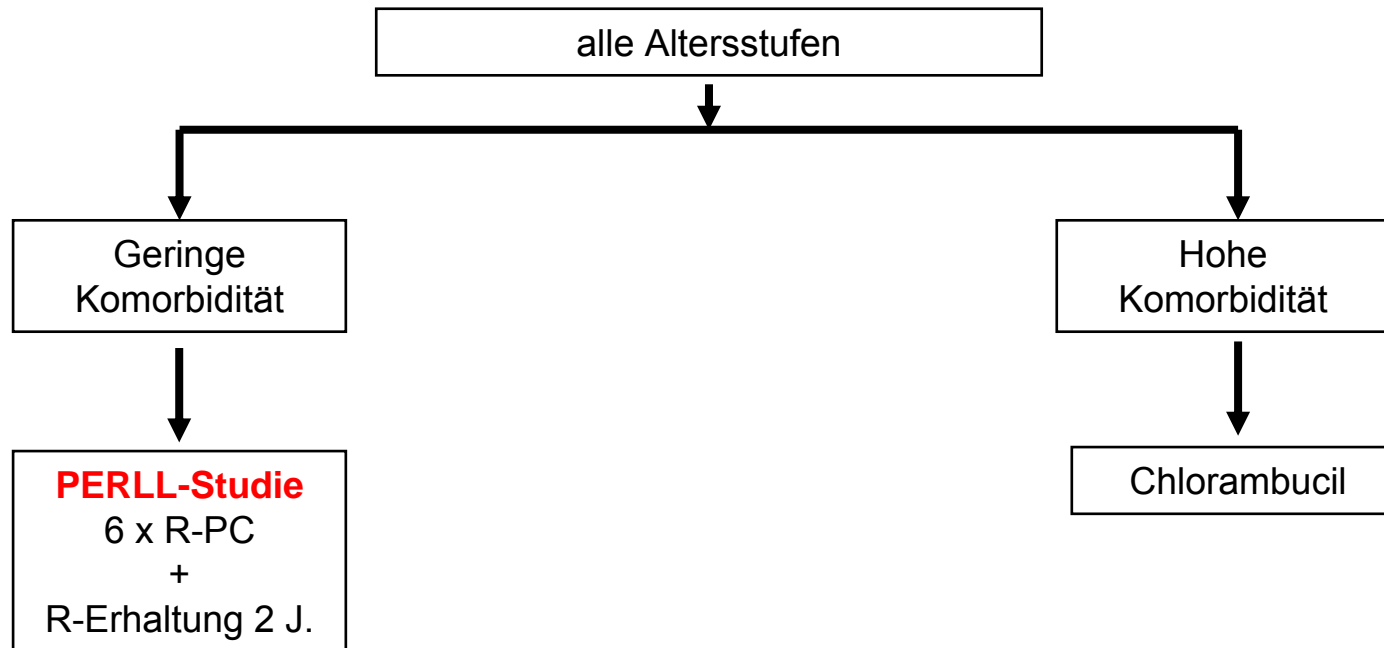 alle Altersstufen
Geringe
Komorbidität
Hohe
Komorbidität
PERLL-Studie
6 x R-PC
+
R-Erhaltung 2 J.
Chlorambucil